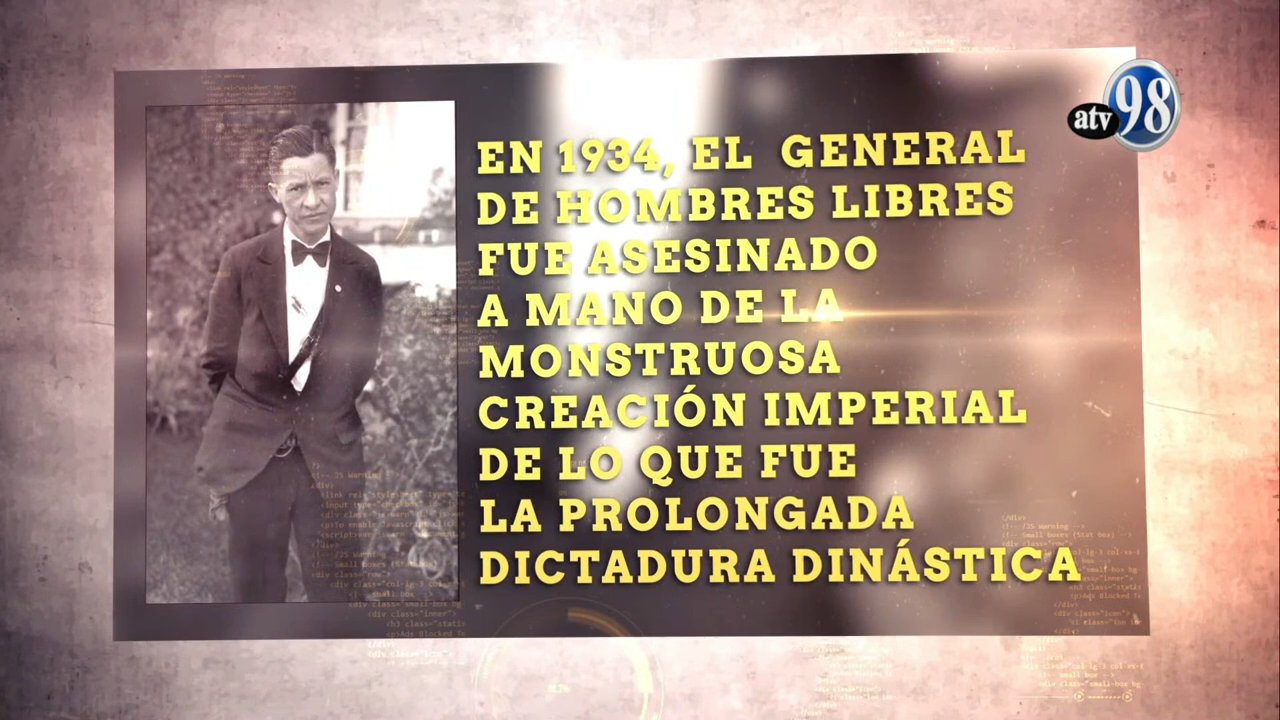 atv 98
EN 1934, EL GENERAL
DE HOMBRES LIBRES
FUE ASESINADO
A MANO DE LA
MONSTRUOSA
CREACIÓN IMPERIAL
DE LO QUE FUE
LA PROLONGADA
DICTADURA DINÁSTICA